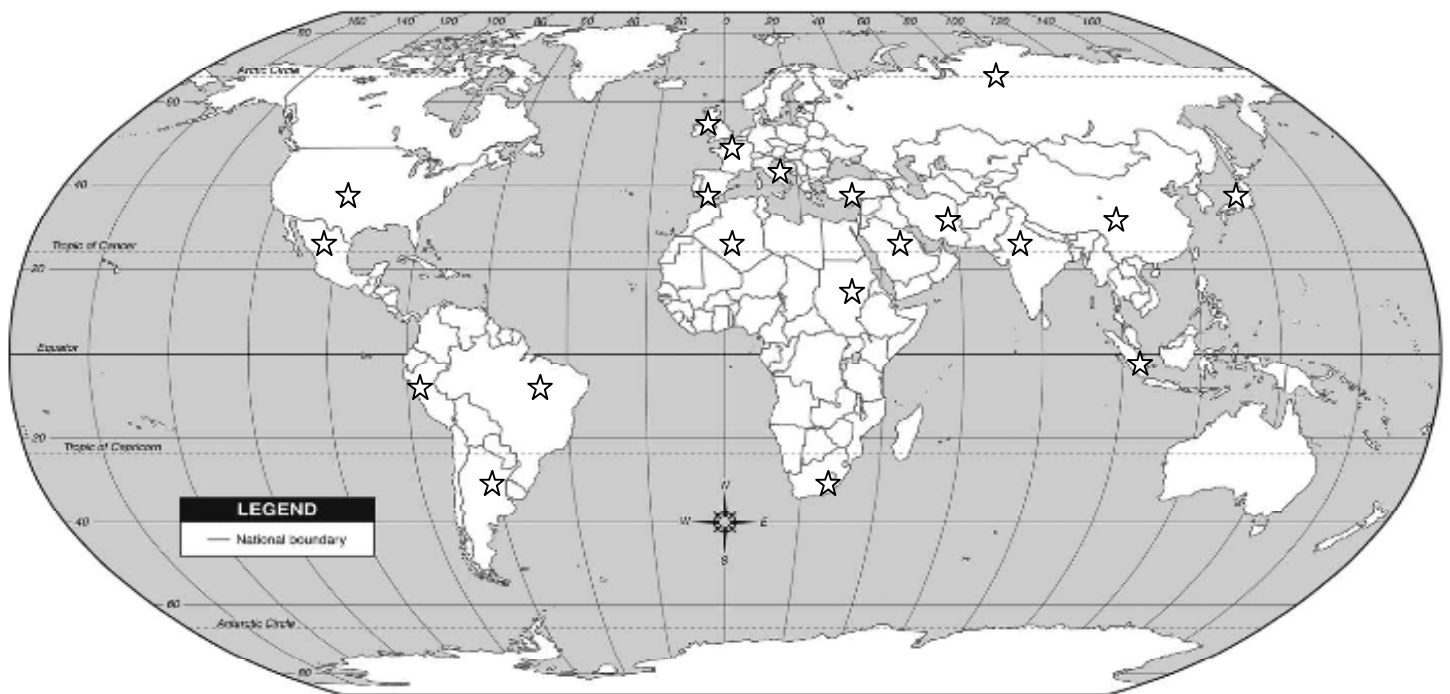 160 140 120 100 80 60 40 20 0 20 40 60 80 100 120 140 160
80
Arctic Circle
60
40
Tropic of Cancer
20
Equator
20
Tropic of Capricorn
LEGEND
National boundary
N
W E
S
40
60
Antarctic Circle
80